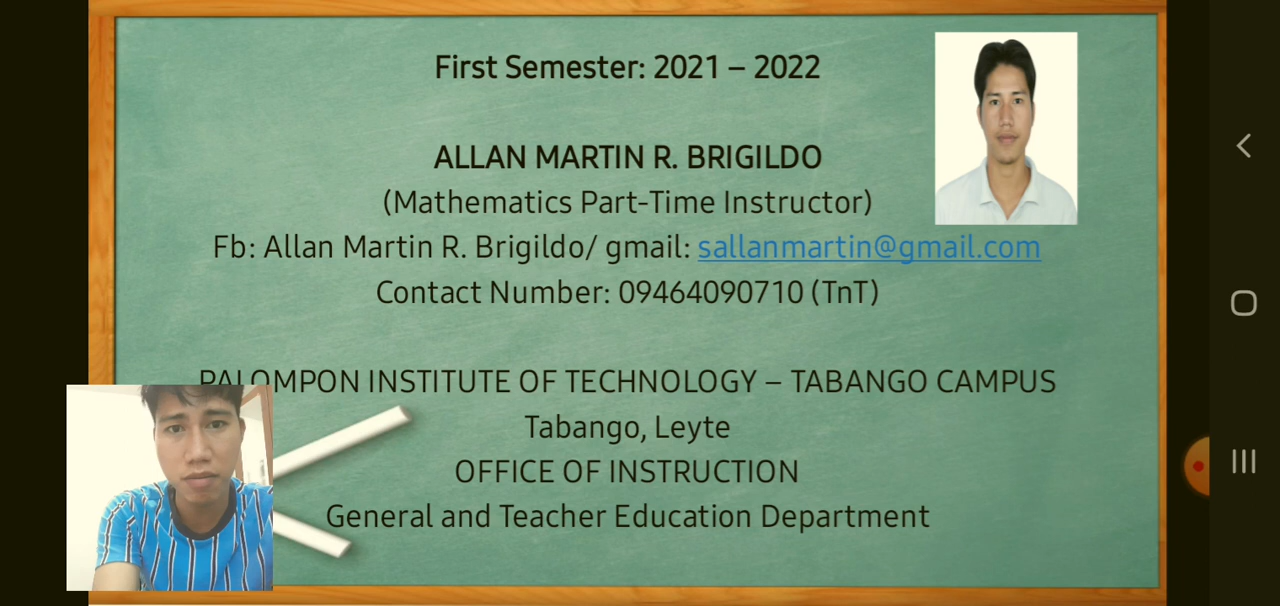 First Semester: 2021 – 2022
ALLAN MARTIN R. BRIGILDO
(Mathematics Part-Time Instructor)
Fb: Allan Martin R. Brigildo/ gmail: sallanmartin@gmail.com
Contact Number: 09464090710 (TnT)
PALOMPON INSTITUTE OF TECHNOLOGY – TABANGO CAMPUS
Tabango, Leyte
OFFICE OF INSTRUCTION
General and Teacher Education Department